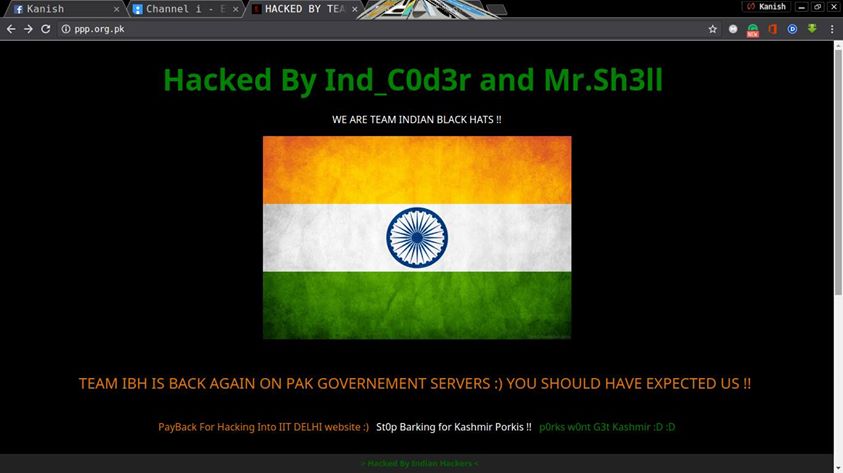 Kanish
Channel i - E
HACKED BY TEA
Kanish
ppp.org.pk
NEW
Hacked By Ind_C0d3r and Mr.Sh3ll
WE ARE TEAM INDIAN BLACK HATS !!
TEAM IBH IS BACK AGAIN ON PAK GOVERNEMENT SERVERS :) YOU SHOULD HAVE EXPECTED US !!
PayBack For Hacking Into IIT DELHI website :) St0p Barking for Kashmir Porkis !! p0rks w0nt G3t Kashmir :D :D
> Hacked By Indian Hackers <